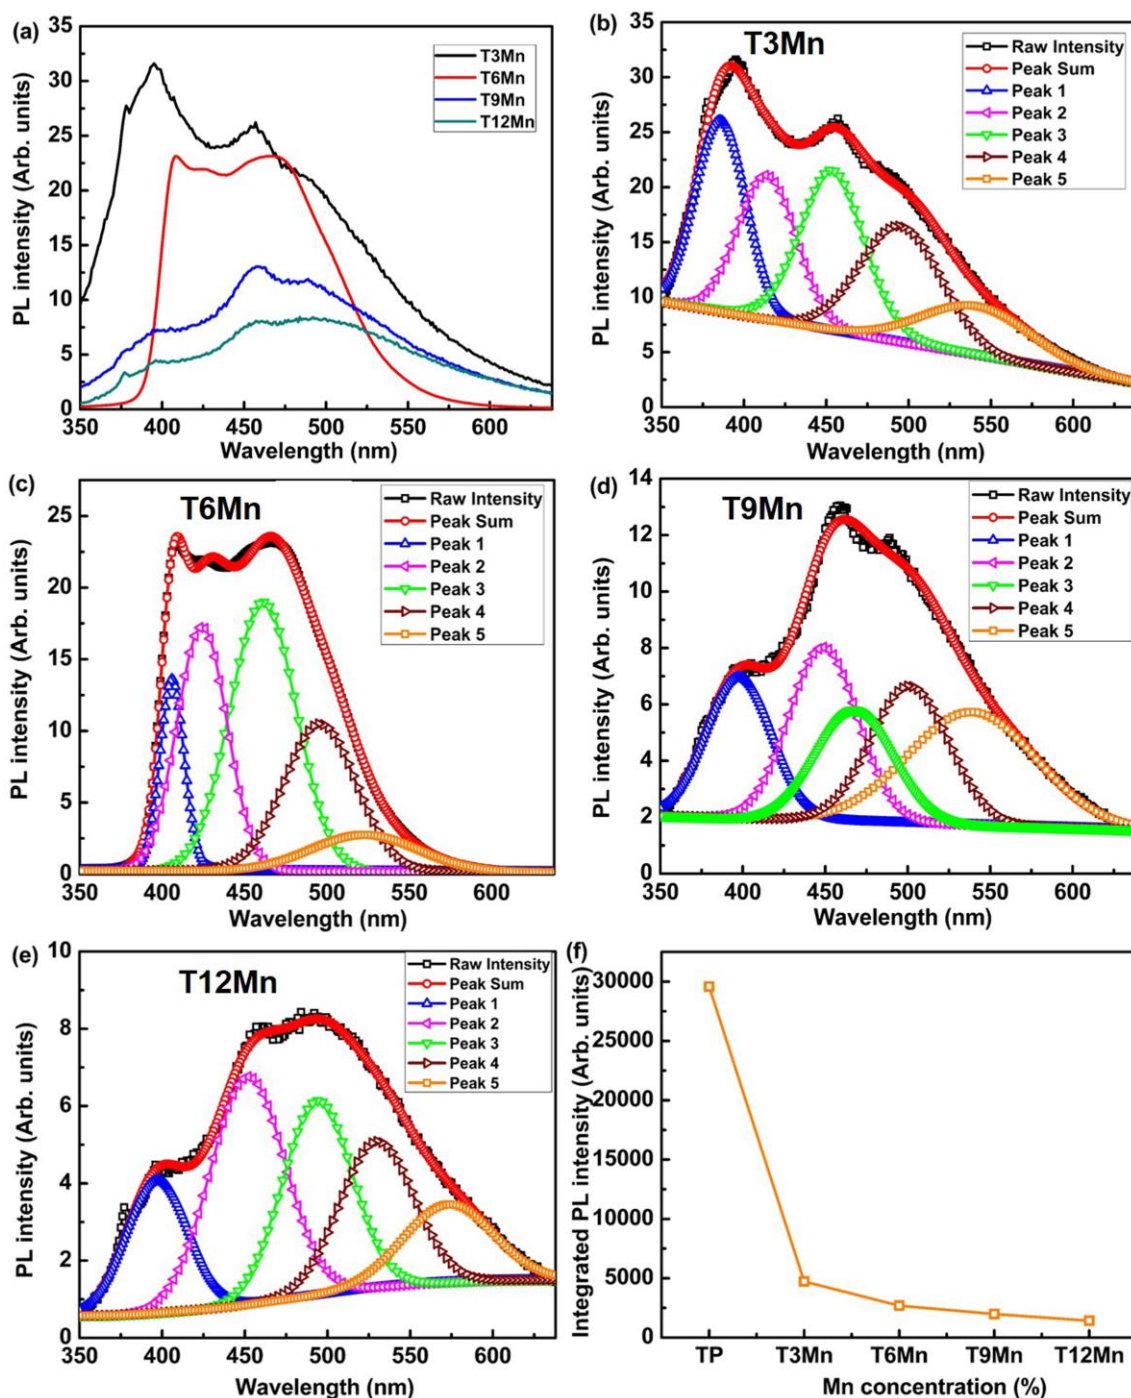 (a)
35
30
25
20
15
10
5
0
PL intensity (Arb. units)
T3Mn
T6Mn
T9Mn
T12Mn
350 400 450 500 550 600
Wavelength (nm)
(b)
T3Mn
35
30
25
20
15
10
5
0
PL intensity (Arb. units)
Raw Intensity
Peak Sum
Peak 1
Peak 2
Peak 3
Peak 4
Peak 5
350 400 450 500 550 600
Wavelength (nm)
(c)
T6Mn
25
20
15
10
5
0
PL intensity (Arb. units)
Raw Intensity
Peak Sum
Peak 1
Peak 2
Peak 3
Peak 4
Peak 5
350 400 450 500 550 600
Wavelength (nm)
(d)
T9Mn
14
12
10
8
6
4
2
0
PL intensity (Arb. units)
Raw Intensity
Peak Sum
Peak 1
Peak 2
Peak 3
Peak 4
Peak 5
350 400 450 500 550 600
Wavelength (nm)
(e)
T12Mn
10
8
6
4
2
0
PL intensity (Arb. units)
Raw Intensity
Peak Sum
Peak 1
Peak 2
Peak 3
Peak 4
Peak 5
350 400 450 500 550 600
Wavelength (nm)
(f)
30000
25000
20000
15000
10000
5000
0
Integrated PL intensity (Arb. units)
TP T3Mn T6Mn T9Mn T12Mn
Mn concentration (%)